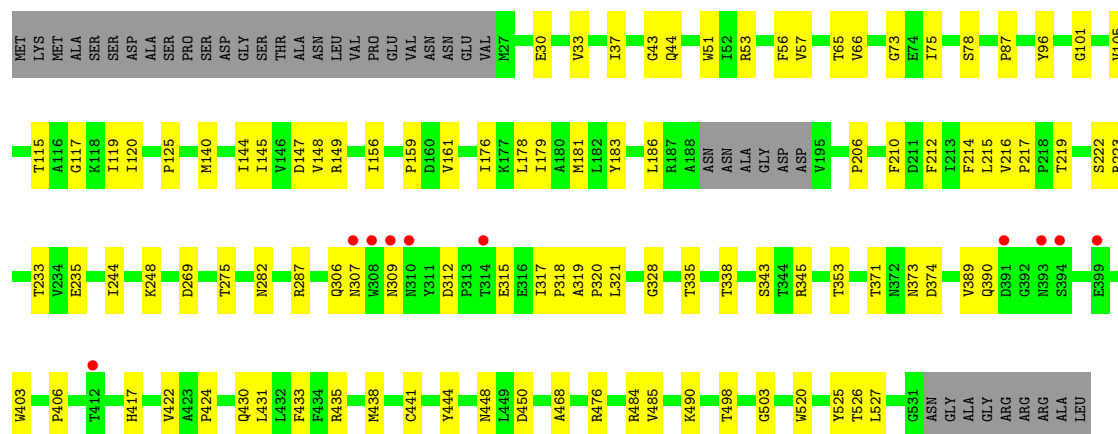 MET LYS MET ALA SER SER ASP ALA SER PRO SER ASP GLY SER THR ALA ASN LEU VAL PRO GLU VAL ASN ASN GLU VAL M27 E30 V33 I37 G43 Q44 W51 I52 R53 F56 V57 T65 V66 G73 E74 I75 S78 P87 Y96 G101
T115 A116 G117 K118 I119 I120 P125 M140 I144 I145 V146 D147 V148 R149 I156 P159 D160 V161 I176 K177 L178 I179 A180 M181 L182 Y183 L186 R187 A188 ASN ASN ALA GLY ASP ASP V195 P206 F210 D211 F212 I213 F214 L215 V216 P217 P218 T219 S222
T233 V234 E235 I244 K248 D269 T275 N282 R287 Q306 N307 W308 N309 N310 Y311 D312 P313 T314 E315 E316 I317 P318 A319 P320 L321 G328 T335 T338 S343 T344 R345 T353 T371 N372 N373 D374 V389 Q390 D391 G392 N393 S394 E399
W403 P406 T412 H417 V422 A423 P424 Q430 L431 L432 F433 F434 R435 M438 C441 Y444 N448 L449 D450 A468 R476 R484 V485 K490 T498 G503 W520 Y525 T526 L527 G531 ASN GLY ALA GLY ARG ARG ARG ALA LEU